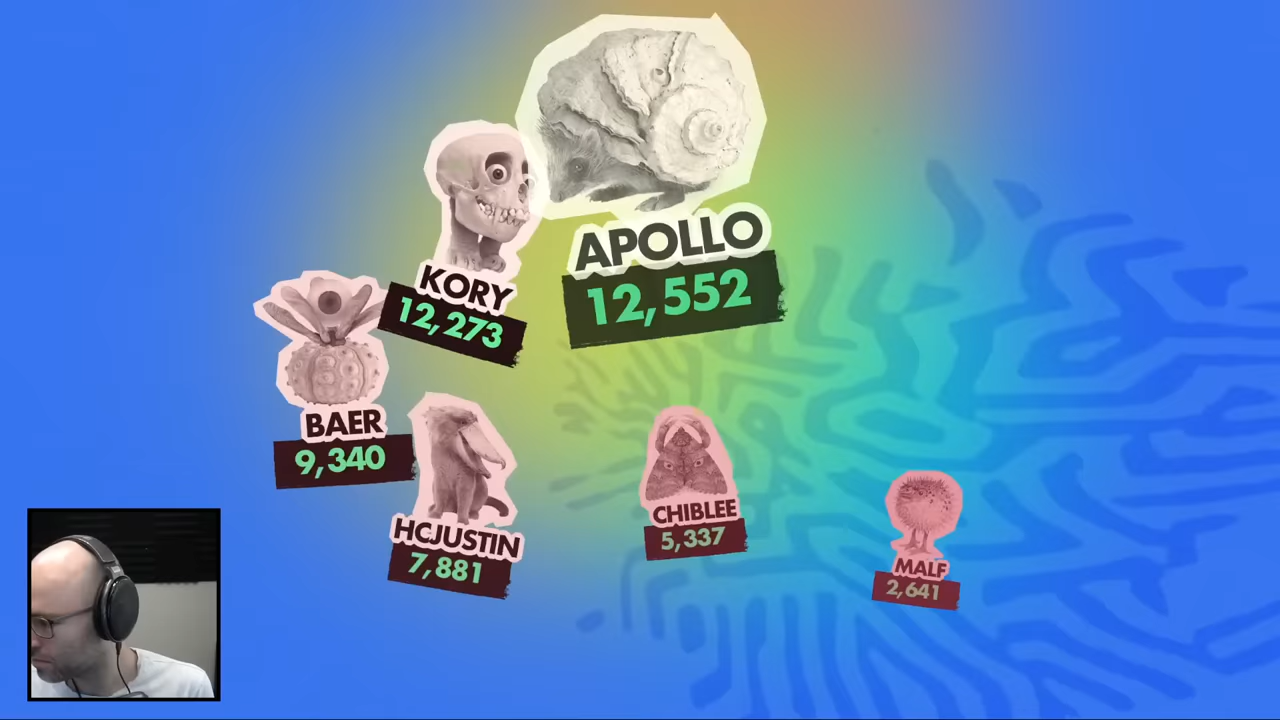 APOLLO
12,552
KORY
12,273
BAER
9,340
HCJUSTIN
7,881
CHIBLEE
5,337
MALF
2,641